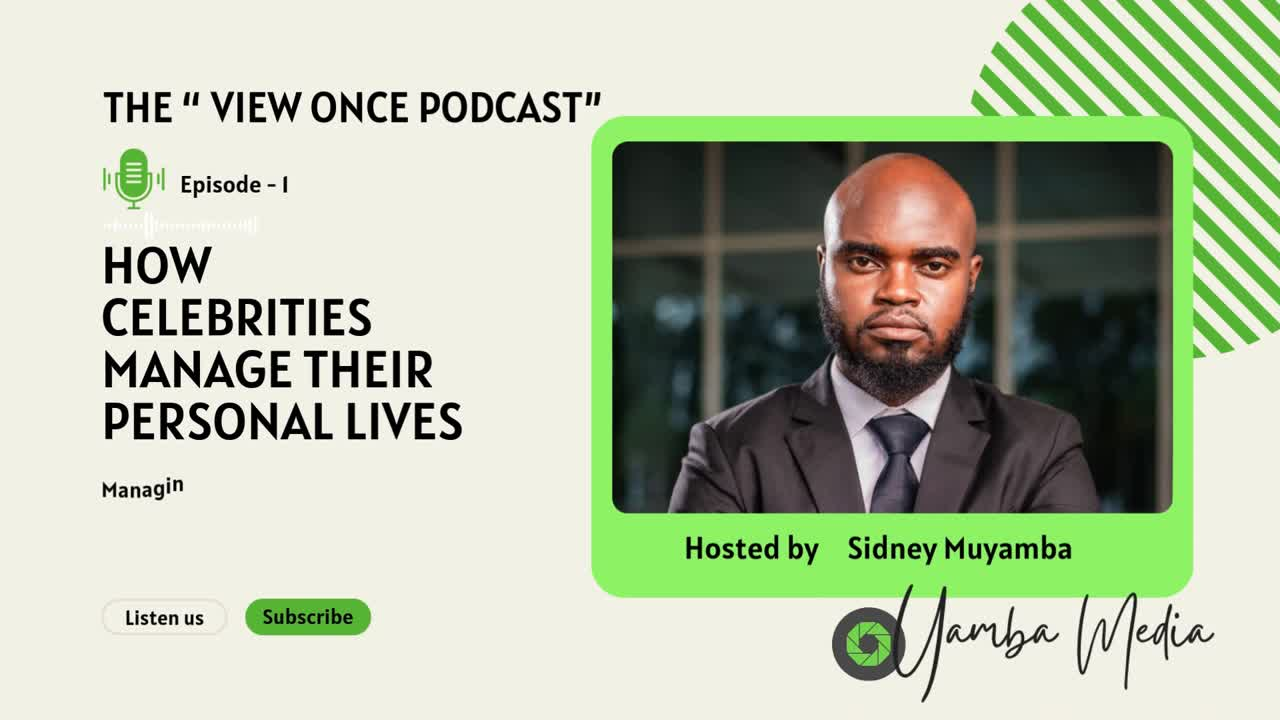 THE “ VIEW ONCE PODCAST”
Episode - 1
HOW
CELEBRITIES
MANAGE THEIR
PERSONAL LIVES
Managin
Listen us
Subscribe
Hosted by Sidney Muyamba
Yamba Media